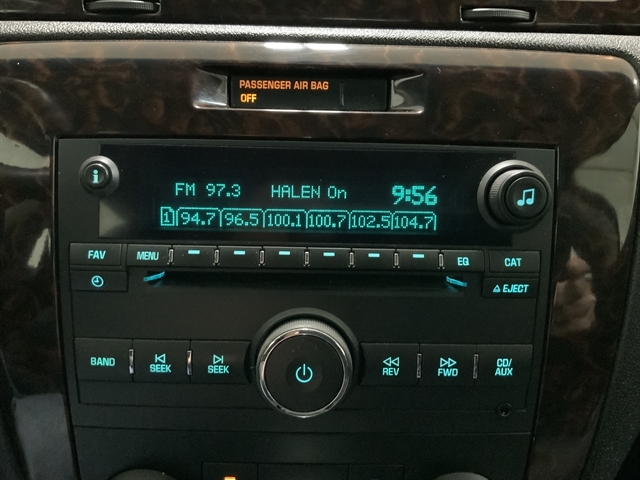 PASSENGER AIR BAG
OFF
FM 97.3 HALEN On 9:56
1 94.7 96.5 100.1 100.7 102.5 104.7
FAV MENU EQ CAT
EJECT
BAND SEEK SEEK REV FWD CD/
AUX